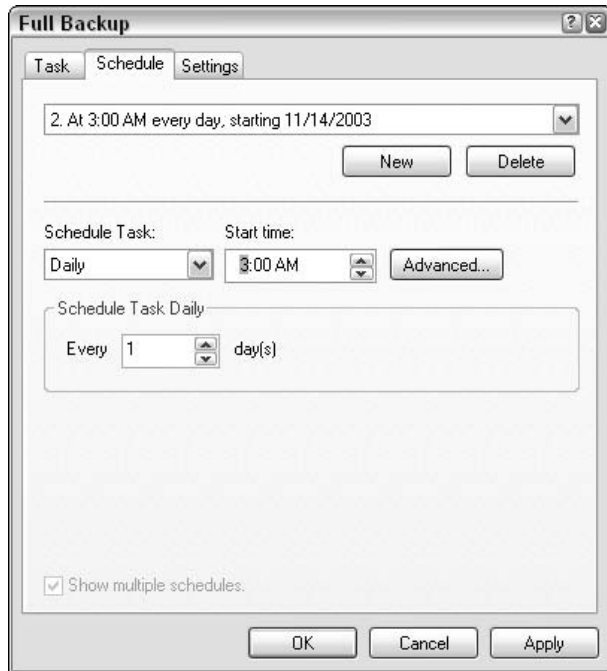 Full Backup
Task Schedule Settings
2. At 3:00 AM every day, starting 11/14/2003
New Delete
Schedule Task: Start time:
Daily 3:00 AM Advanced...
Schedule Task Daily
Every 1 day(s)
Show multiple schedules.
OK Cancel Apply